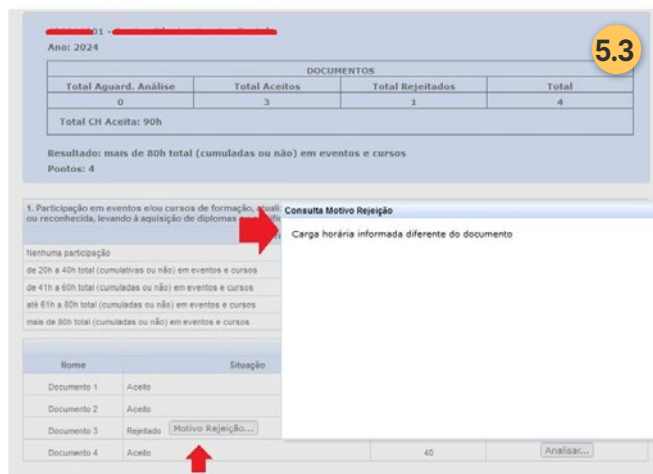 01 -
Ano: 2024
5.3
DOCUMENTOS
Total Aguard. Análise Total Aceitos Total Rejeitados Total
0 3 1 4
Total CH Aceita: 90h
Resultado: mais de 80h total (cumuladas ou não) em eventos e cursos
Pontos: 4
1. Participação em eventos e/ou cursos de formação, atuali
ou reconhecida, levando à aquisição de diplomas
Consulta Motivo Rejeição
Carga horária informada diferente do documento
Nenhuma participação
de 20h a 40h total (cumulativas ou não) em eventos e cursos
de 41h a 60h total (cumuladas ou não) em eventos e cursos
até 61h a 80h total (cumuladas ou não) em eventos e cursos
mais de 80h total (cumuladas ou não) em eventos e cursos
Nome Situação
Documento 1 Aceito
Documento 2 Aceito
Documento 3 Rejeitado Motivo Rejeição...
Documento 4 Aceito 40 Analisar...